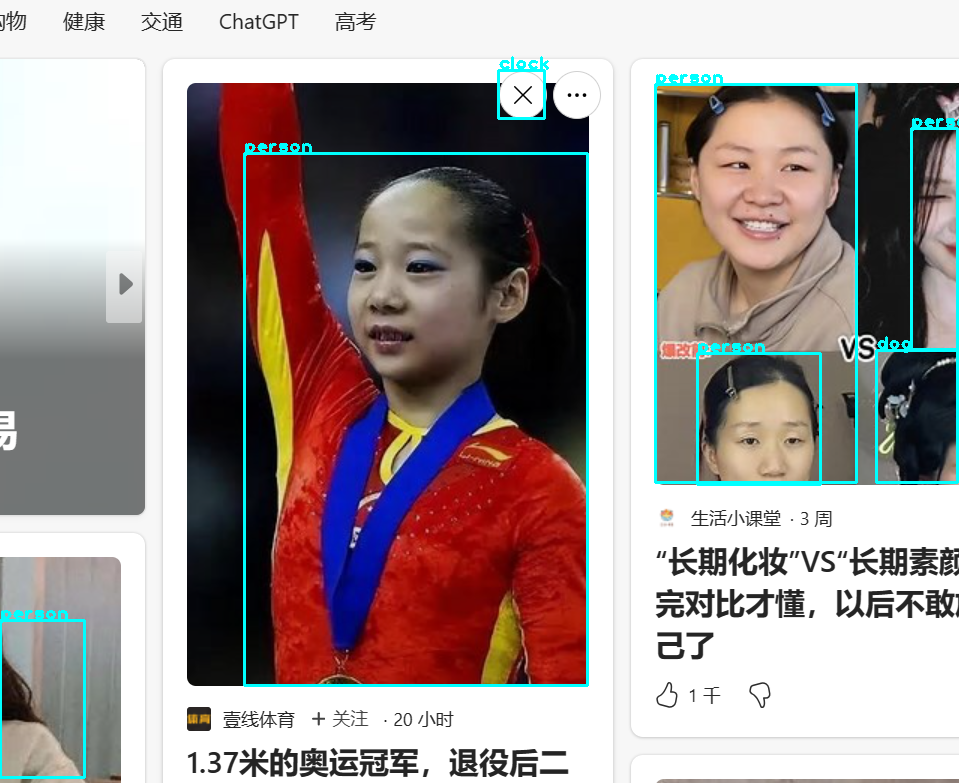 购物 健康 交通 ChatGPT 高考
clock
person
person
VS
person
dog
易
生活小课堂 · 3 周
“长期化妆”VS“长期素颜
完对比才懂，以后不敢
己了
1 千
person
壹线体育 + 关注 · 20 小时
1.37米的奥运冠军，退役后二